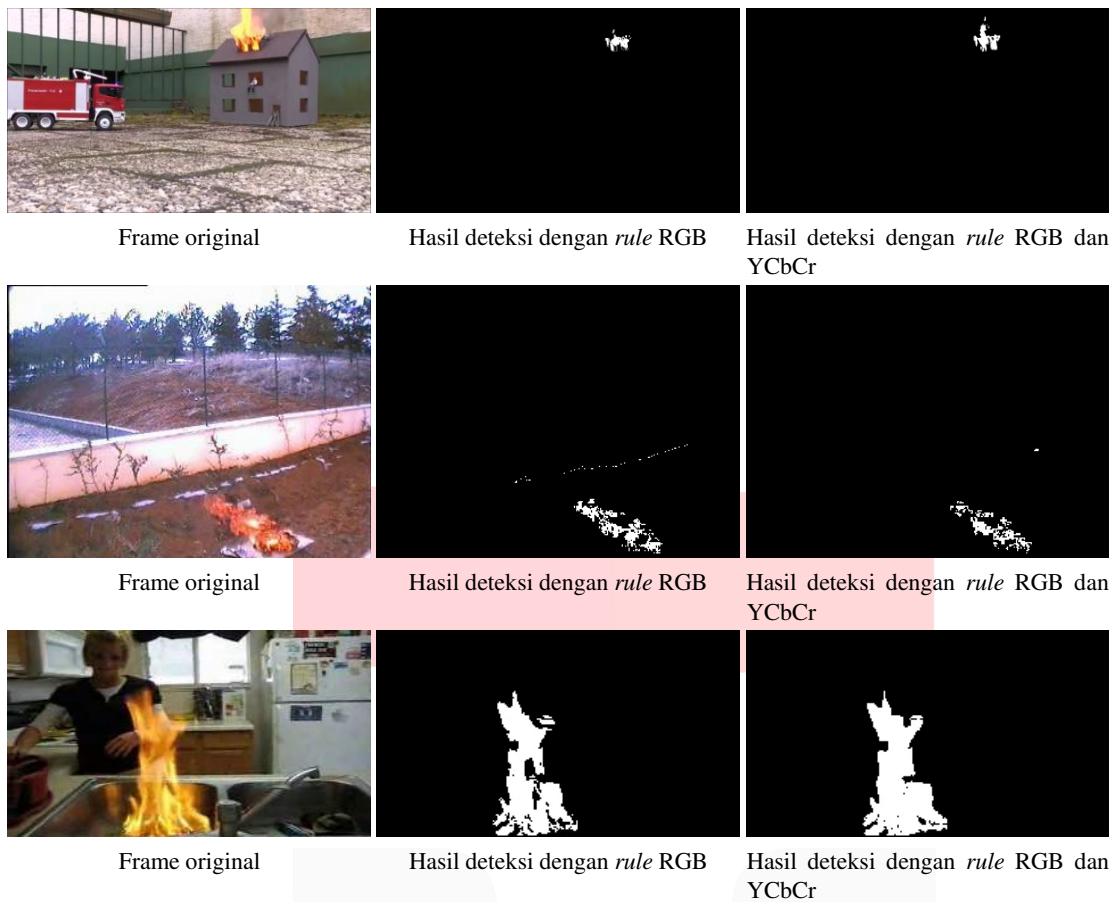 Frame original
Hasil deteksi dengan rule RGB
Hasil deteksi dengan rule RGB dan
YCbCr
Frame original
Hasil deteksi dengan rule RGB
Hasil deteksi dengan rule RGB dan
YCbCr
Frame original
Hasil deteksi dengan rule RGB
Hasil deteksi dengan rule RGB dan
YCbCr